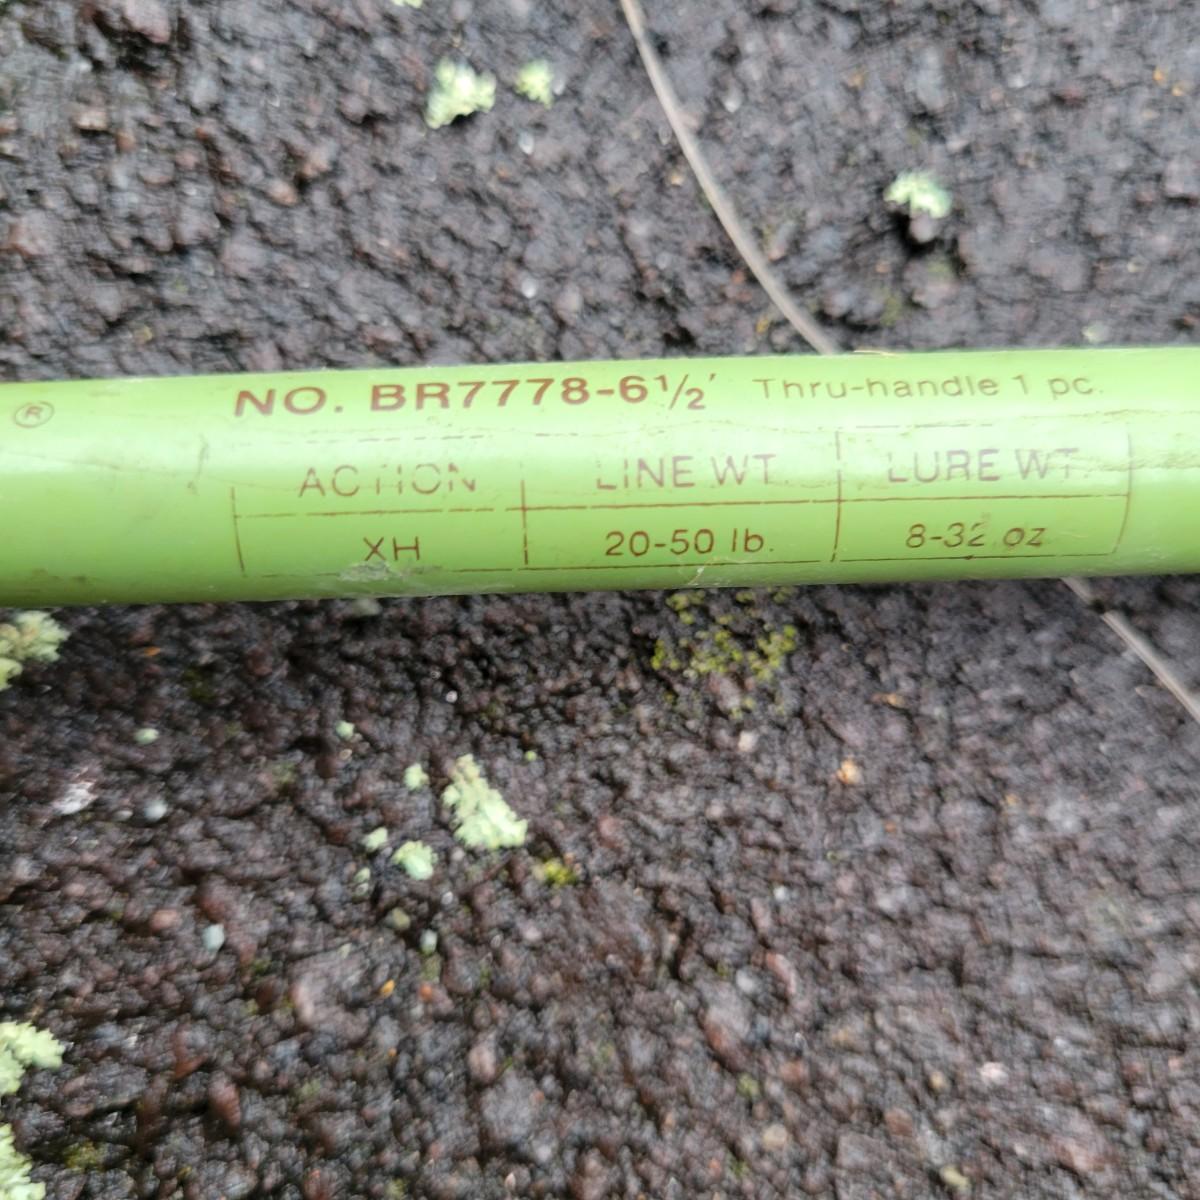 ® NO. BR7778-6½' Thru-handle 1 pc.
ACTION LINE WT. LURE WT.
XH 20-50 lb. 8-32 oz